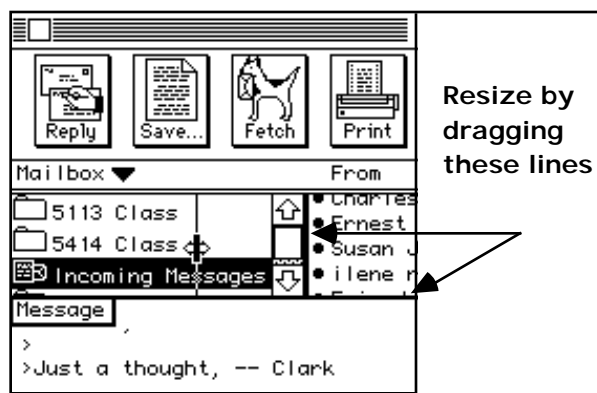 Reply Save... Fetch Print
Resize by
dragging
these lines
Mailbox From
5113 Class
5414 Class
Incoming Messages
Charles
Ernest
Susan J
ilene r
Message
>
>Just a thought, -- Clark